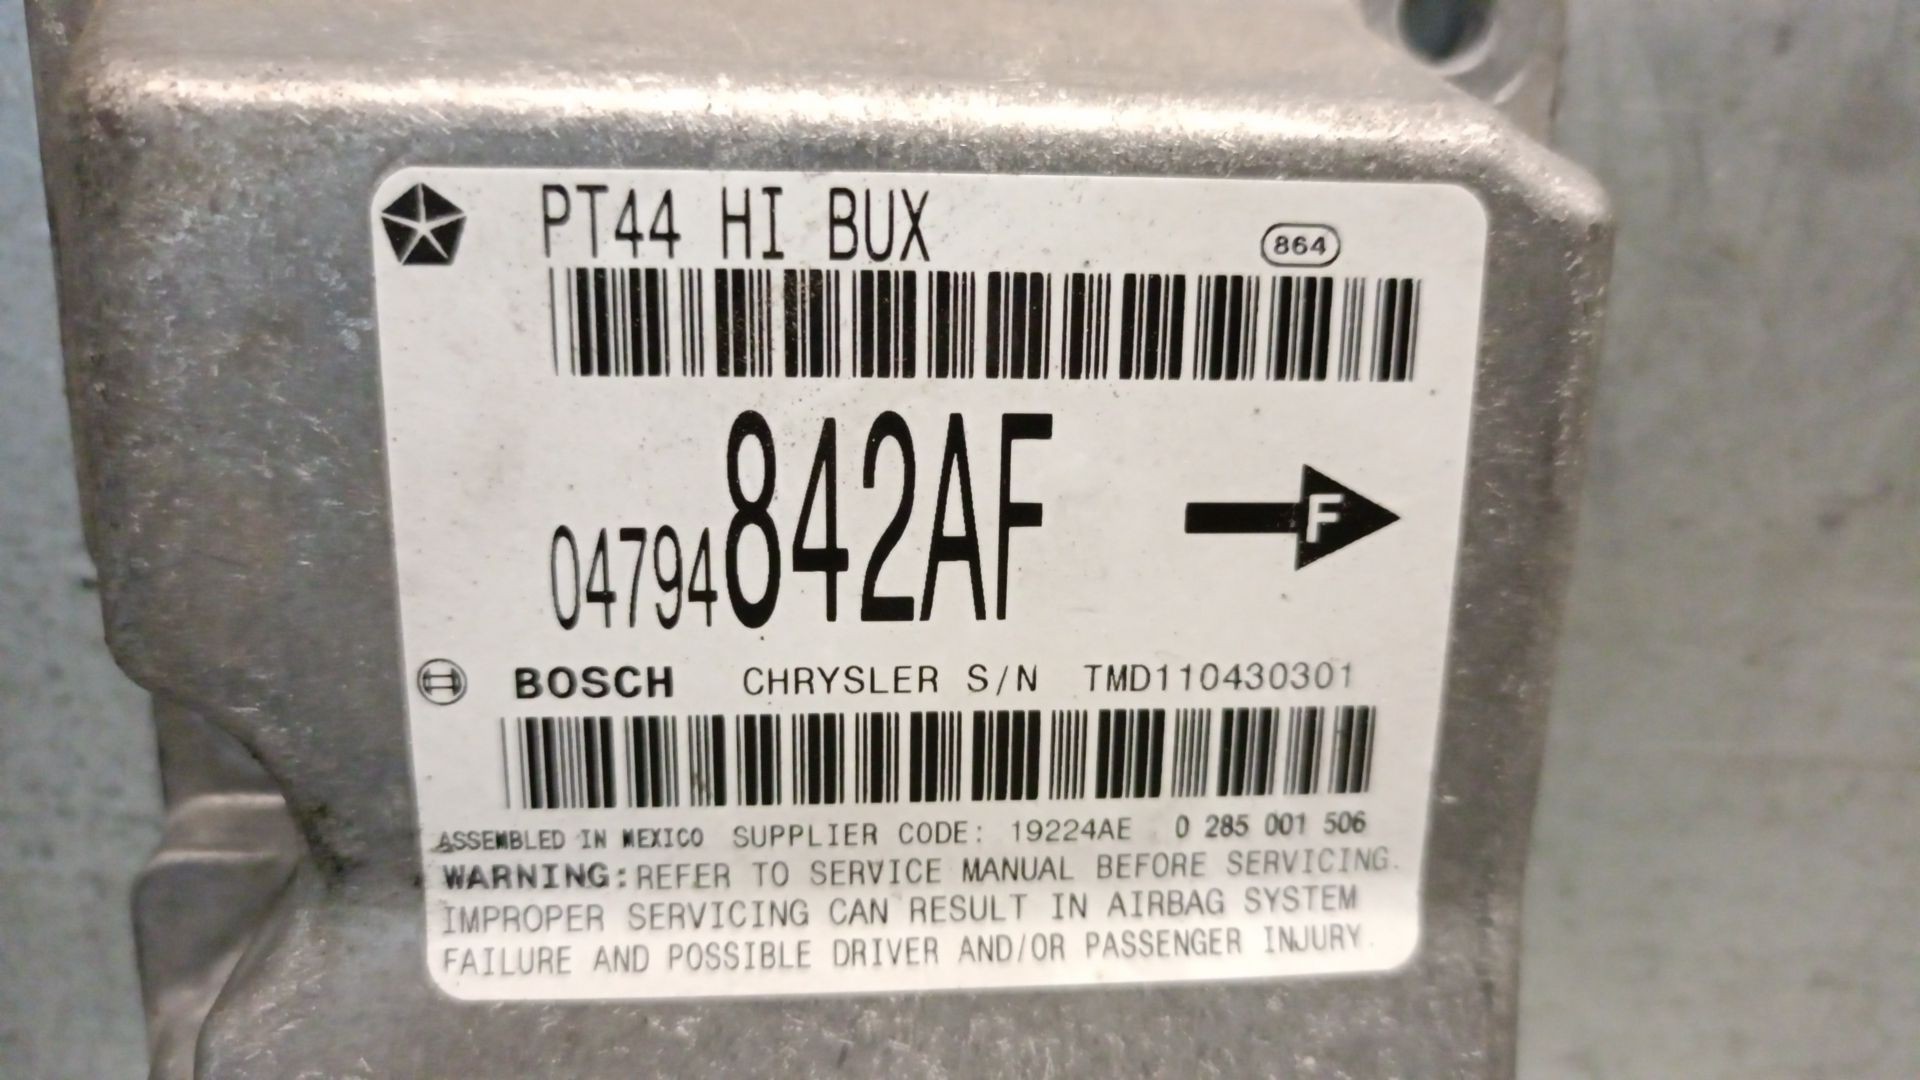 PT44 HI BUX
864
04794842AF
F
BOSCH CHRYSLER S/N TMD110430301
ASSEMBLED IN MEXICO SUPPLIER CODE: 19224AE 0 285 001 506
WARNING: REFER TO SERVICE MANUAL BEFORE SERVICING.
IMPROPER SERVICING CAN RESULT IN AIRBAG SYSTEM
FAILURE AND POSSIBLE DRIVER AND/OR PASSENGER INJURY.